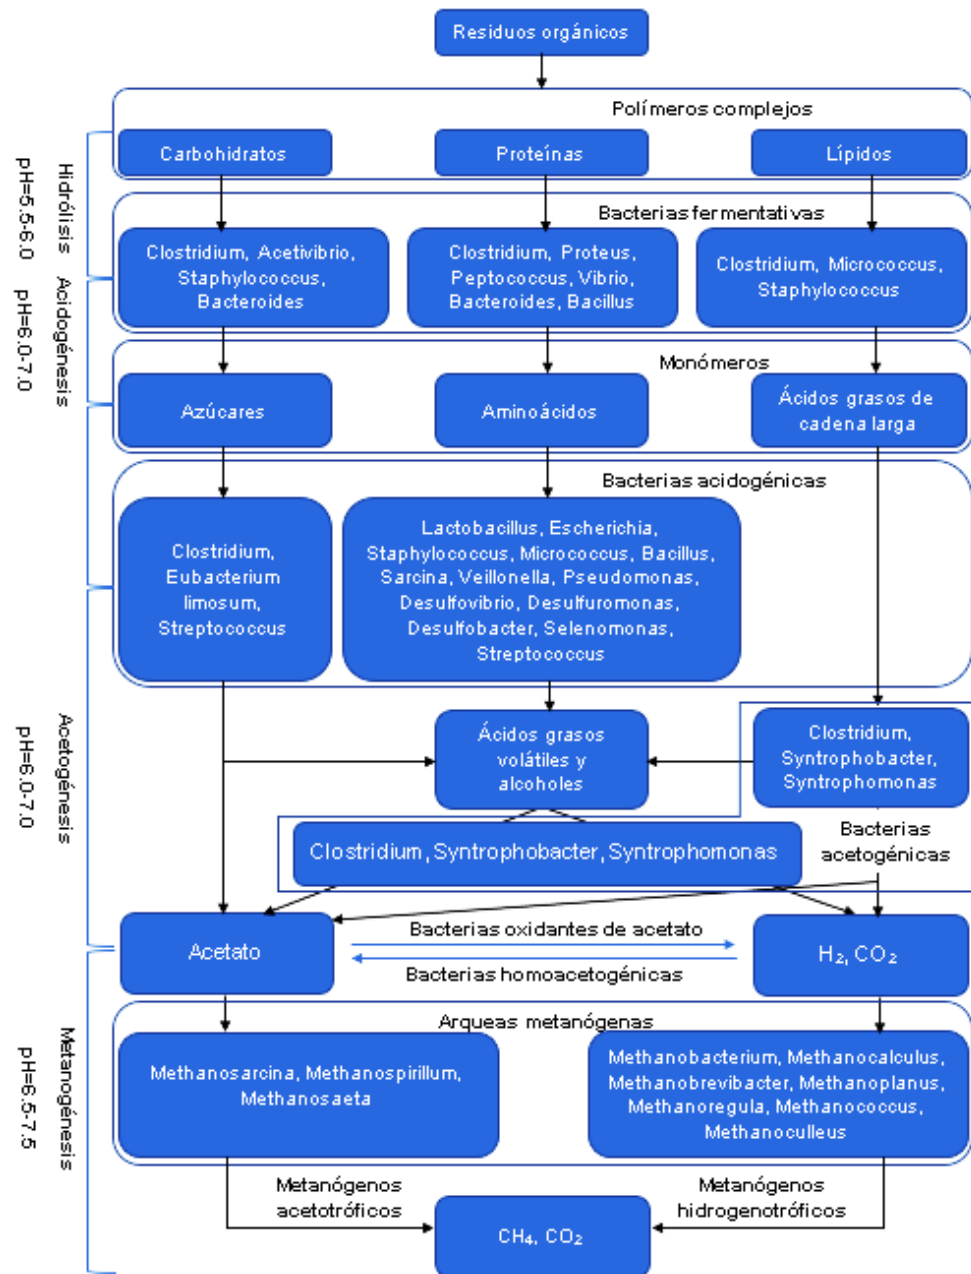 Residuos orgánicos
Polímeros complejos
Carbohidratos
Proteínas
Lípidos
Hidrólisis
pH=5.5-6.0
Bacterias fermentativas
Clostridium, Acetivibrio,
Staphylococcus,
Bacteroides
Clostridium, Proteus,
Peptococcus, Vibrio,
Bacteroides, Bacillus
Clostridium, Micrococcus,
Staphylococcus
Acidogénesis
pH=6.0-7.0
Monómeros
Azúcares
Aminoácidos
Ácidos grasos de
cadena larga
Bacterias acidogénicas
Clostridium,
Eubacterium
limosum,
Streptococcus
Lactobacillus, Escherichia,
Staphylococcus, Micrococcus, Bacillus,
Sarcina, Veillonella, Pseudomonas,
Desulfovibrio, Desulfuromonas,
Desulfobacter, Selenomonas,
Streptococcus
Acetogénesis
pH=6.0-7.0
Ácidos grasos
volátiles y
alcoholes
Clostridium,
Syntrophobacter,
Syntrophomonas
Bacterias
acetogénicas
Clostridium, Syntrophobacter, Syntrophomonas
Acetato
Bacterias oxidantes de acetato
Bacterias homoacetogénicas
H₂, CO₂
Metanogénesis
pH=6.5-7.5
Arqueas metanógenas
Methanosarcina, Methanospirillum,
Methanosaeta
Methanobacterium, Methanocalculus,
Methanobrevibacter, Methanoplanus,
Methanoregula, Methanococcus,
Methanoculleus
Metanógenos
acetotróficos
Metanógenos
hidrogenotróficos
CH₄, CO₂